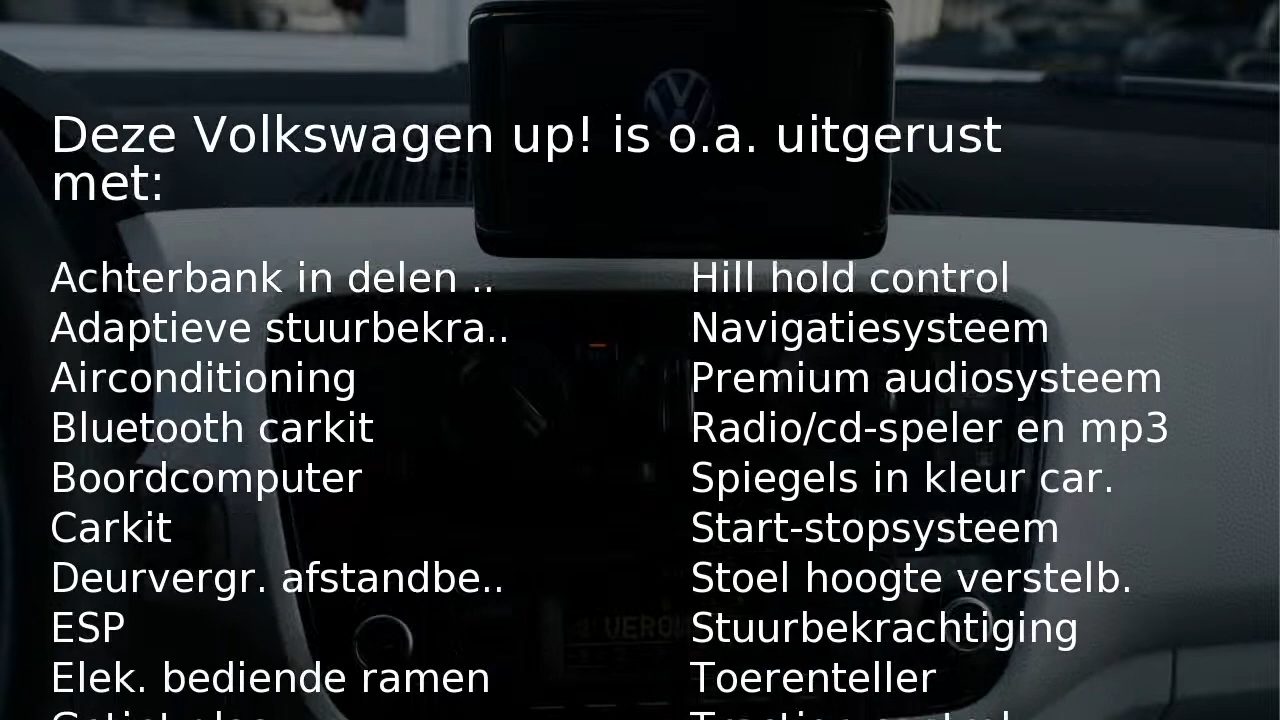 Deze Volkswagen up! is o.a. uitgerust
met:
Achterbank in delen ..
Adaptieve stuurbekra..
Airconditioning
Bluetooth carkit
Boordcomputer
Carkit
Deurvergr. afstandbe..
ESP
Elek. bediende ramen
Hill hold control
Navigatiesysteem
Premium audiosysteem
Radio/cd-speler en mp3
Spiegels in kleur car.
Start-stopsysteem
Stoel hoogte verstelb.
Stuurbekrachtiging
Toerenteller